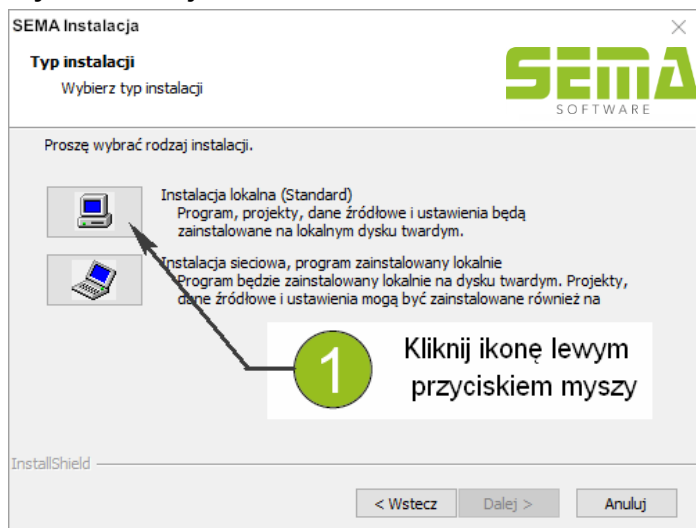 SEMA Instalacja
Typ instalacji
Wybierz typ instalacji
SEMA
SOFTWARE
Proszę wybrać rodzaj instalacji.
Instalacja lokalna (Standard)
Program, projekty, dane źródłowe i ustawienia będą
zainstalowane na lokalnym dysku twardym.
Instalacja sieciowa, program zainstalowany lokalnie
Program będzie zainstalowany lokalnie na dysku twardym. Projekty,
dane źródłowe i ustawienia mogą być zainstalowane również na
1
Kliknij ikonę lewym
przyciskiem myszy
InstallShield
< Wstecz
Dalej >
Anuluj